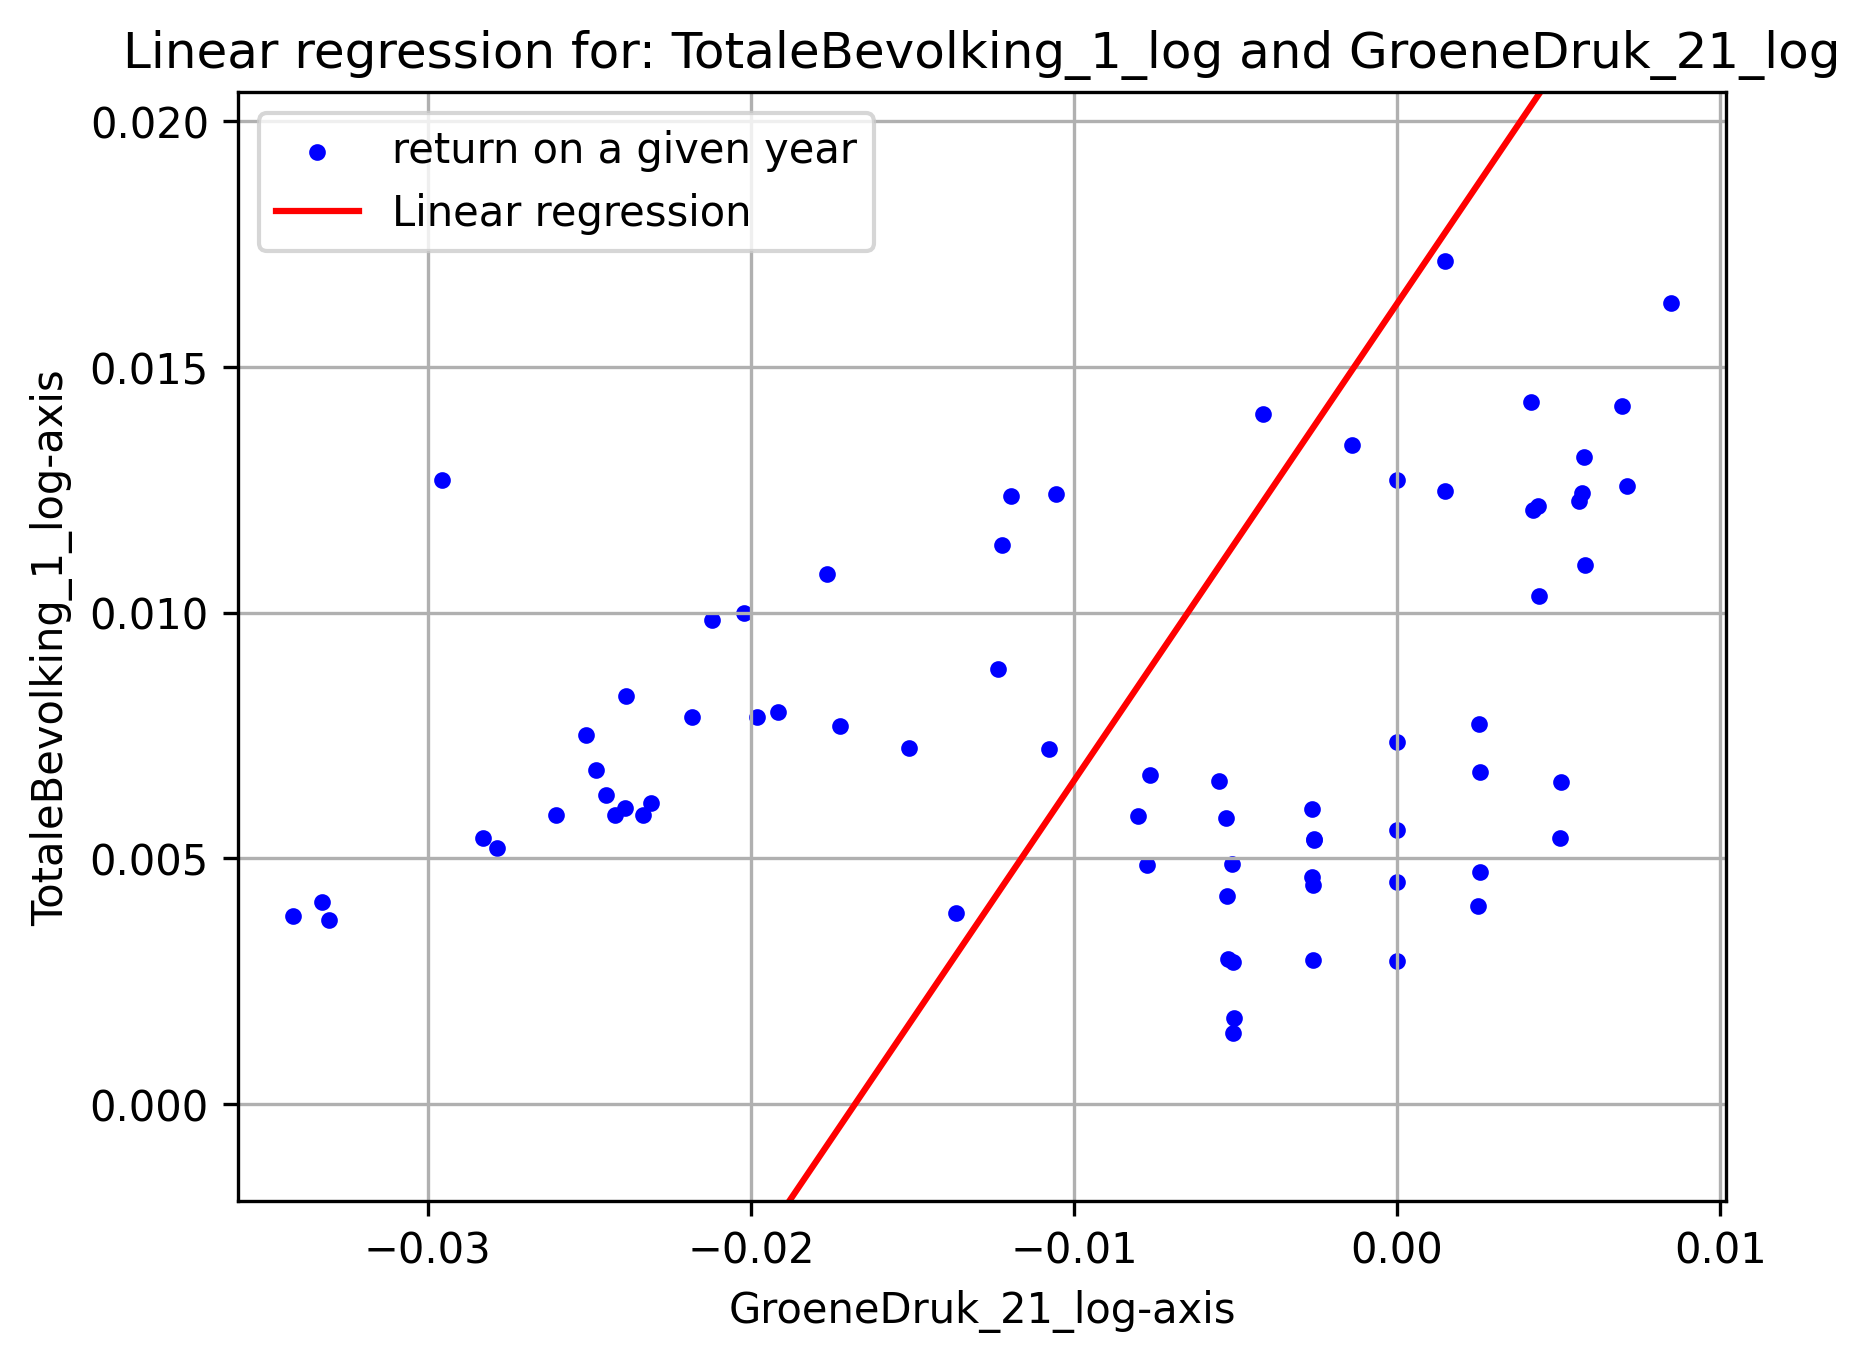 Linear regression for: TotaleBevolking_1_log and GroeneDruk_21_log
return on a given year
Linear regression
0.020
0.015
0.010
0.005
0.000
TotaleBevolking_1_log-axis
−0.03
−0.02
−0.01
0.00
0.01
GroeneDruk_21_log-axis